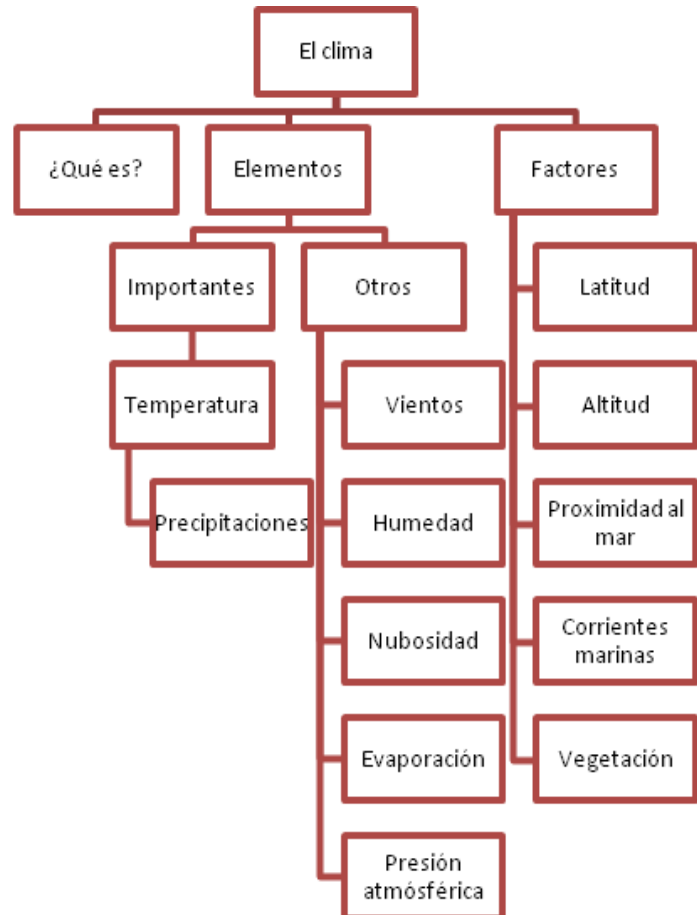 El clima
¿Qué es?
Elementos
Factores
Importantes
Otros
Latitud
Temperatura
Vientos
Altitud
Precipitaciones
Humedad
Proximidad al
mar
Nubosidad
Corrientes
marinas
Evaporación
Vegetación
Presión
atmósférica